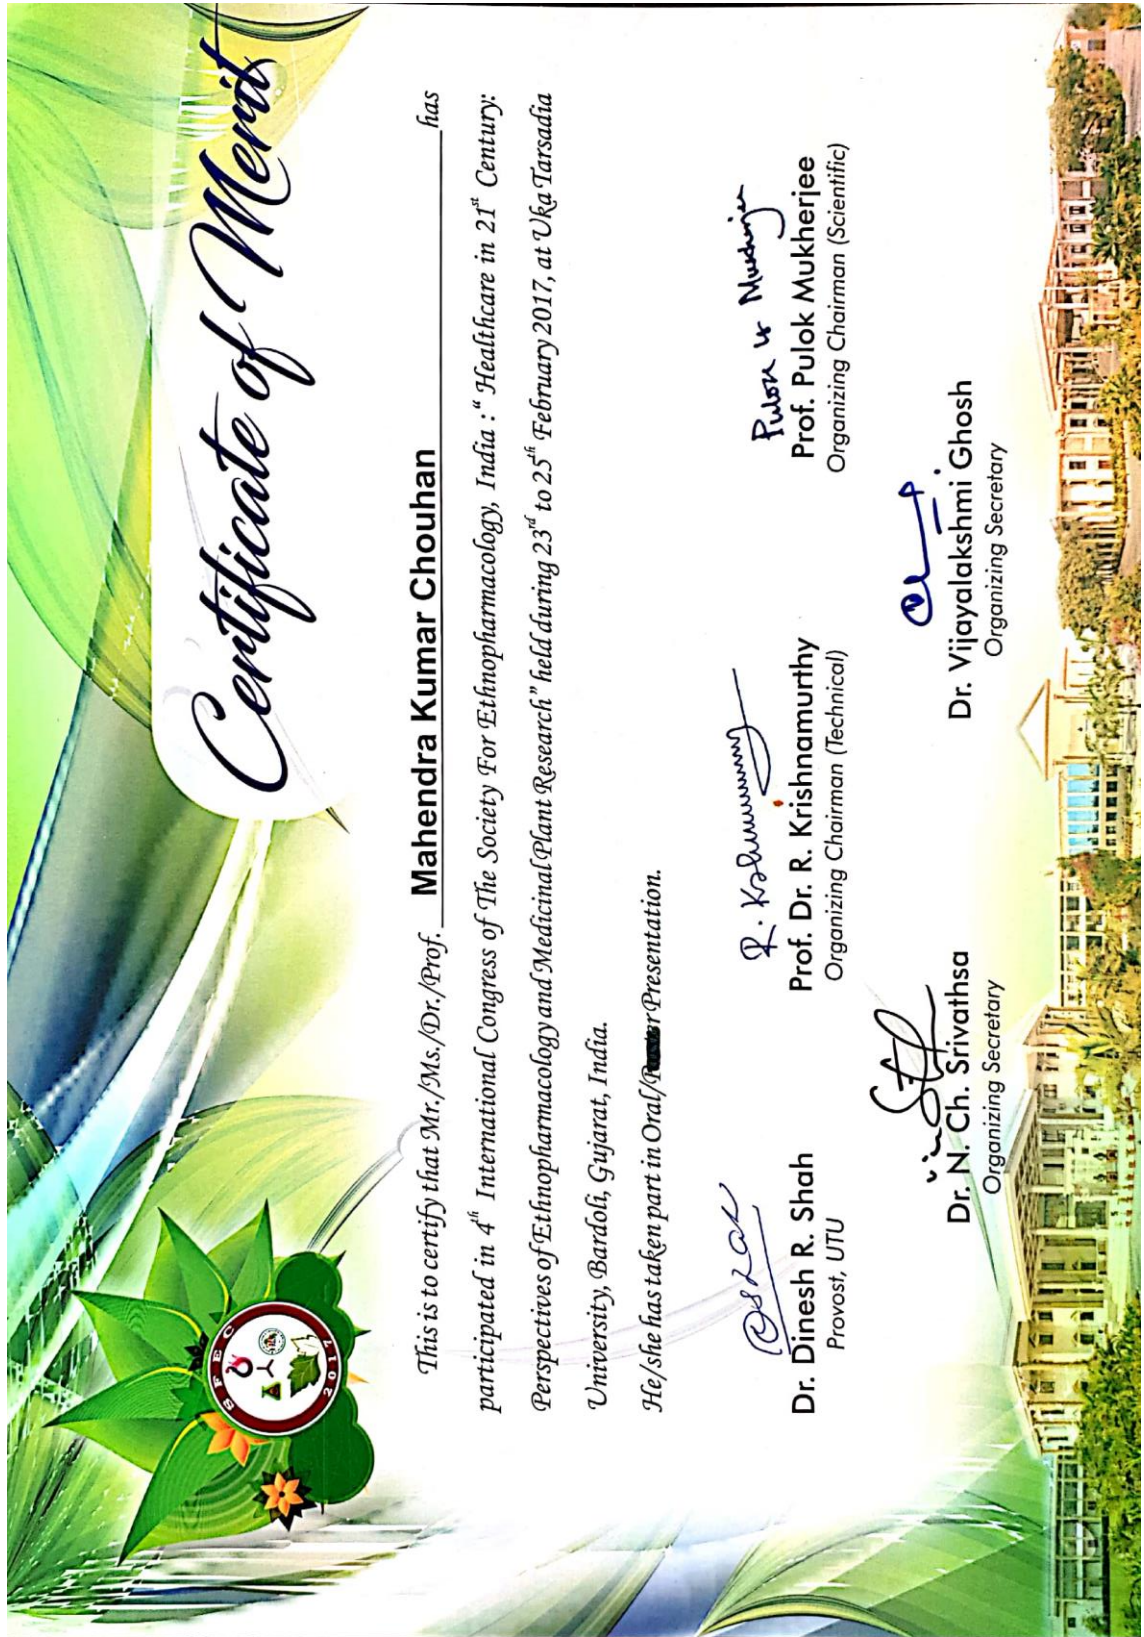 SFEC
2017
Certificate of Merit
This is to certify that Mr./Ms./Dr./Prof. Mahendra Kumar Chouhan has
participated in 4th International Congress of The Society For Ethnopharmacology, India :“ Healthcare in 21st Century:
Perspectives of Ethnopharmacology and Medicinal Plant Research” held during 23rd to 25th February 2017, at Uka Tarsadia
University, Bardoli, Gujarat, India.
He/she has taken part in Oral/ Presentation.
Dr. Dinesh R. Shah
Provost, UTU
R. Krishnamurthy
Prof. Dr. R. Krishnamurthy
Organizing Chairman (Technical)
Pulok K Mukherjee
Prof. Pulok Mukherjee
Organizing Chairman (Scientific)
Dr. N. Ch. Srivathsa
Organizing Secretary
Dr. Vijayalakshmi Ghosh
Organizing Secretary